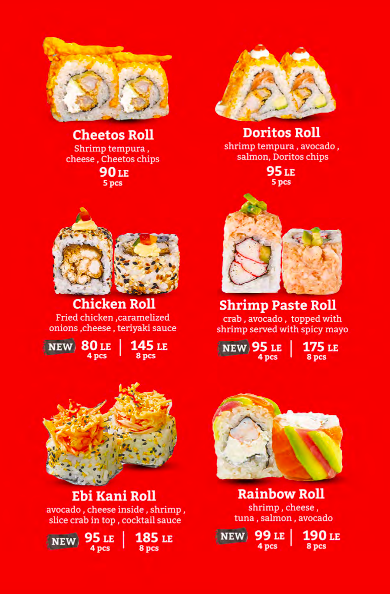 Cheetos Roll
Shrimp tempura ,
cheese , Cheetos chips
90 LE
5 pcs
Doritos Roll
shrimp tempura , avocado ,
salmon, Doritos chips
95 LE
5 pcs
Chicken Roll
Fried chicken ,caramelized
onions ,cheese , teriyaki sauce
NEW 80 LE | 145 LE
4 pcs 8 pcs
Shrimp Paste Roll
crab , avocado , topped with
shrimp served with spicy mayo
NEW 95 LE | 175 LE
4 pcs 8 pcs
Ebi Kani Roll
avocado , cheese inside , shrimp ,
slice crab in top , cocktail sauce
NEW 95 LE | 185 LE
4 pcs 8 pcs
Rainbow Roll
shrimp , cheese ,
tuna , salmon , avocado
NEW 99 LE | 190 LE
4 pcs 8 pcs